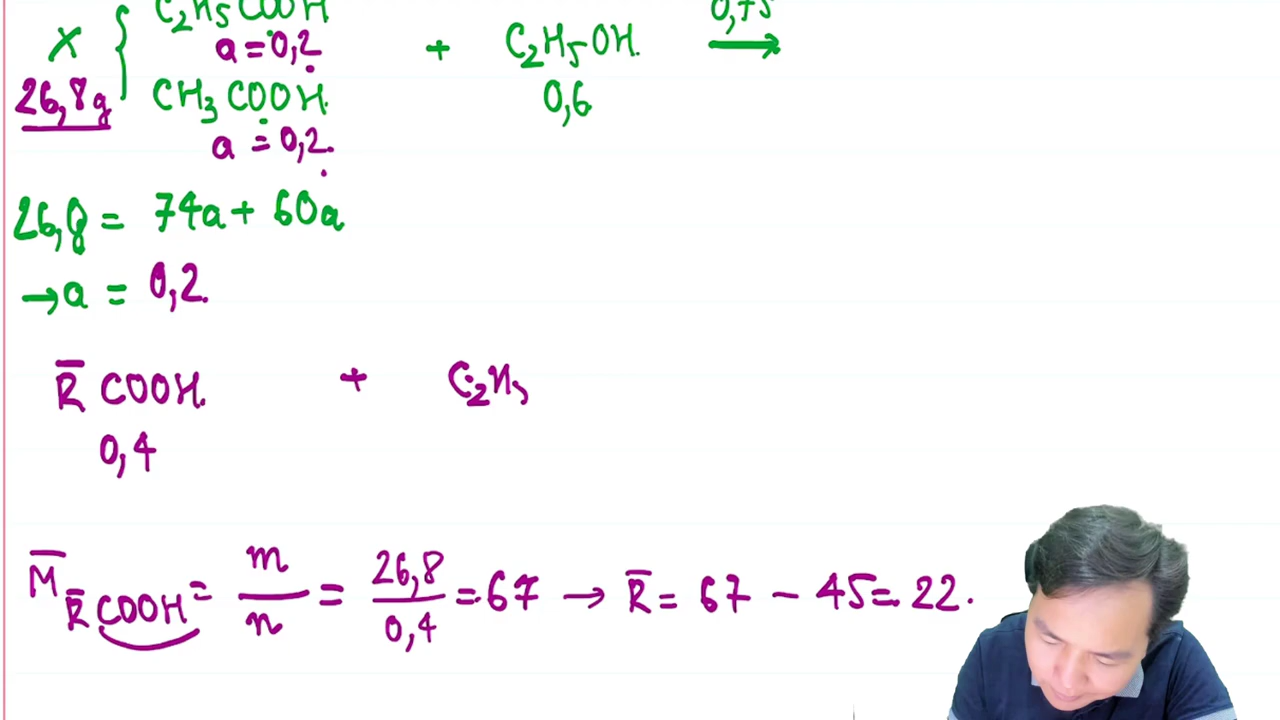 X { C2H5COOH + C2H5OH 0,75 →
a = 0,2 0,6
26,8g CH3COOH
a = 0,2.
26,8 = 74a + 60a
→ a = 0,2.
R̅ COOH + C2H5
0,4
M̅ R̅COOH = m/n = 26,8/0,4 = 67 → R̅ = 67 − 45 = 22.